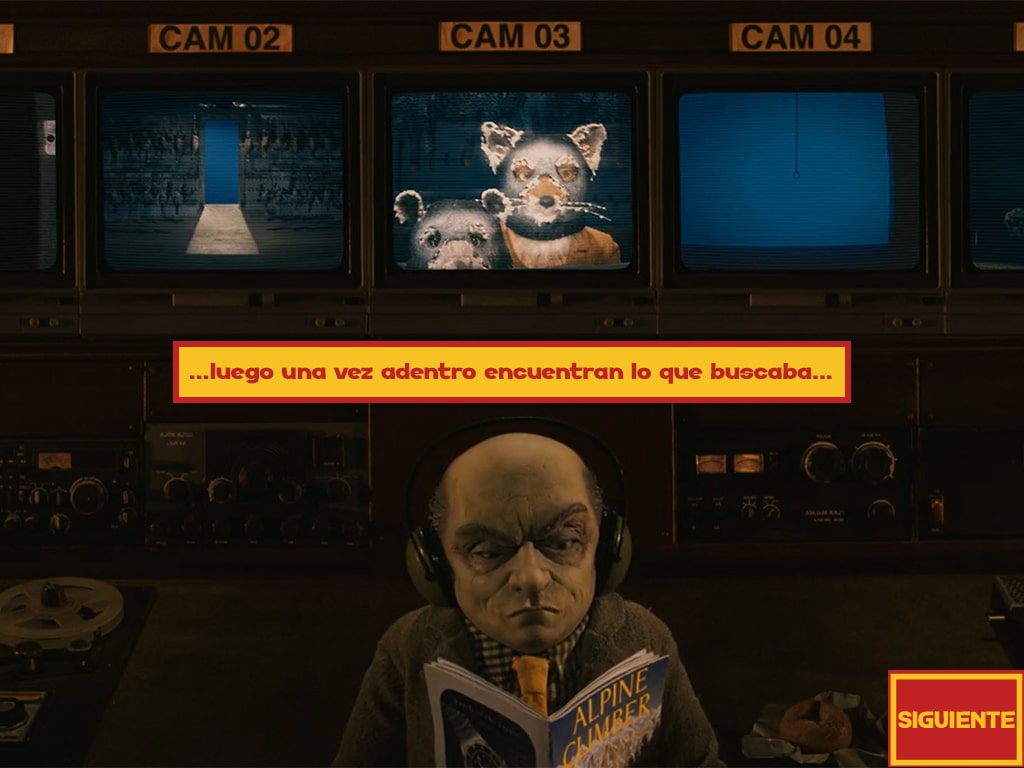 CAM 02
CAM 03
CAM 04
...luego una vez adentro encuentran lo que buscaba...
ALPINE
CLIMBER
SIGUIENTE